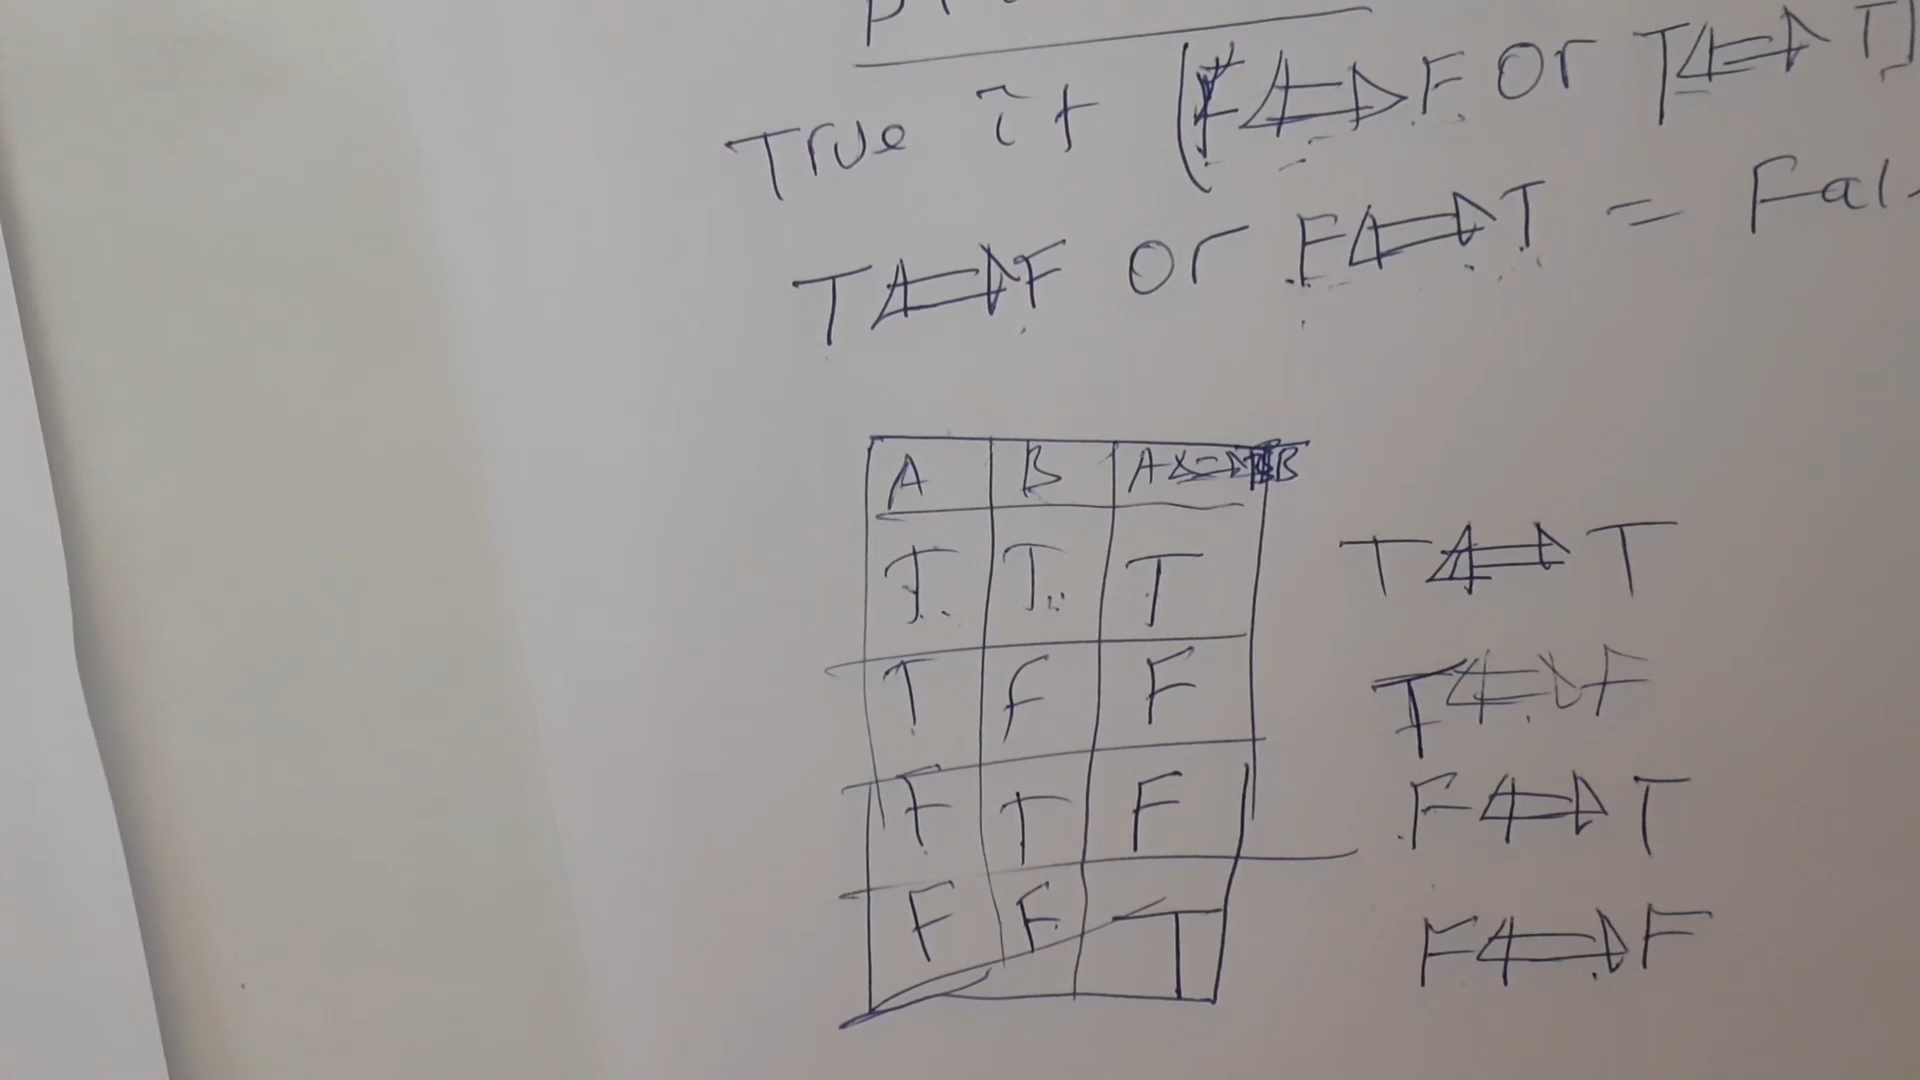 True if (F⇔F or T⇔T)
T⇔F or F⇔T = Fal
A B A⇔B
T T T T⇔T
T F F T⇔F
F T F F⇔T
F F T F⇔F